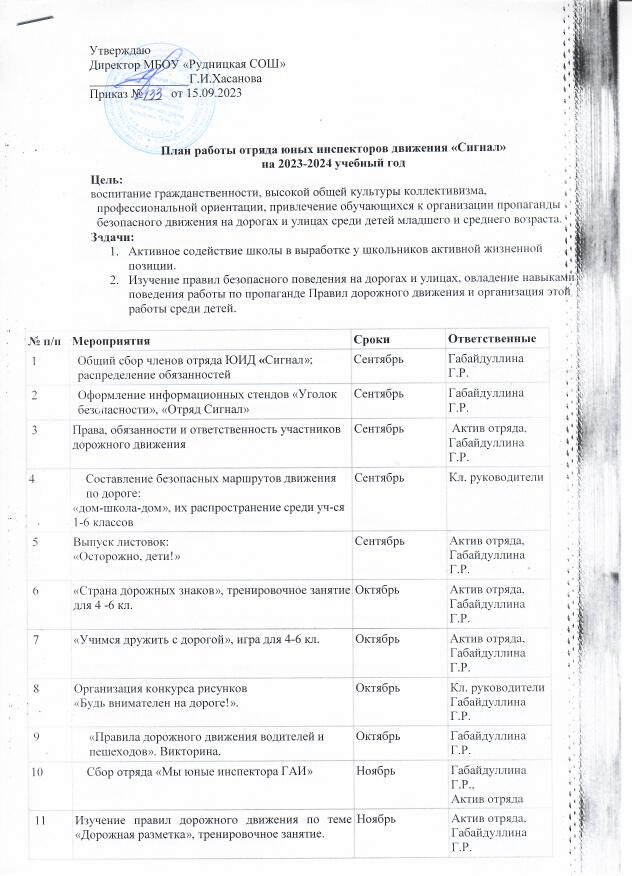 Утверждаю
Директор МБОУ «Рудницкая СОШ»
________________Г.И.Хасанова
Приказ №133 от 15.09.2023
План работы отряда юных инспекторов движения «Сигнал»
на 2023-2024 учебный год
Цель:
воспитание гражданственности, высокой общей культуры коллективизма,
профессиональной ориентации, привлечение обучающихся к организации пропаганды
безопасного движения на дорогах и улицах среди детей младшего и среднего возраста.
Задачи:
1. Активное содействие школы в выработке у школьников активной жизненной
позиции.
2. Изучение правил безопасного поведения на дорогах и улицах, овладение навыками
поведения работы по пропаганде Правил дорожного движения и организация этой
работы среди детей.
№ п/п Мероприятия Сроки Ответственные
1 Общий сбор членов отряда ЮИД «Сигнал»; Сентябрь Габайдуллина
распределение обязанностей Г.Р.
2 Оформление информационных стендов «Уголок Сентябрь Габайдуллина
безопасности», «Отряд Сигнал» Г.Р.
3 Права, обязанности и ответственность участников Сентябрь Актив отряда,
дорожного движения Габайдуллина
Г.Р.
4 Составление безопасных маршрутов движения Сентябрь Кл. руководители
по дороге:
«дом-школа-дом», их распространение среди уч-ся
1-6 классов
5 Выпуск листовок: Сентябрь Актив отряда,
«Осторожно, дети!» Габайдуллина
Г.Р.
6 «Страна дорожных знаков», тренировочное занятие Октябрь Актив отряда,
для 4 -6 кл. Габайдуллина
Г.Р.
7 «Учимся дружить с дорогой», игра для 4-6 кл. Октябрь Актив отряда,
Габайдуллина
Г.Р.
8 Организация конкурса рисунков Октябрь Кл. руководители
«Будь внимателен на дороге!». Габайдуллина
Г.Р.
9 «Правила дорожного движения водителей и Октябрь Габайдуллина
пешеходов». Викторина. Г.Р.
10 Сбор отряда «Мы юные инспектора ГАИ» Ноябрь Габайдуллина
Г.Р.,
Актив отряда
11 Изучение правил дорожного движения по теме Ноябрь Актив отряда,
«Дорожная разметка», тренировочное занятие. Габайдуллина
Г.Р.